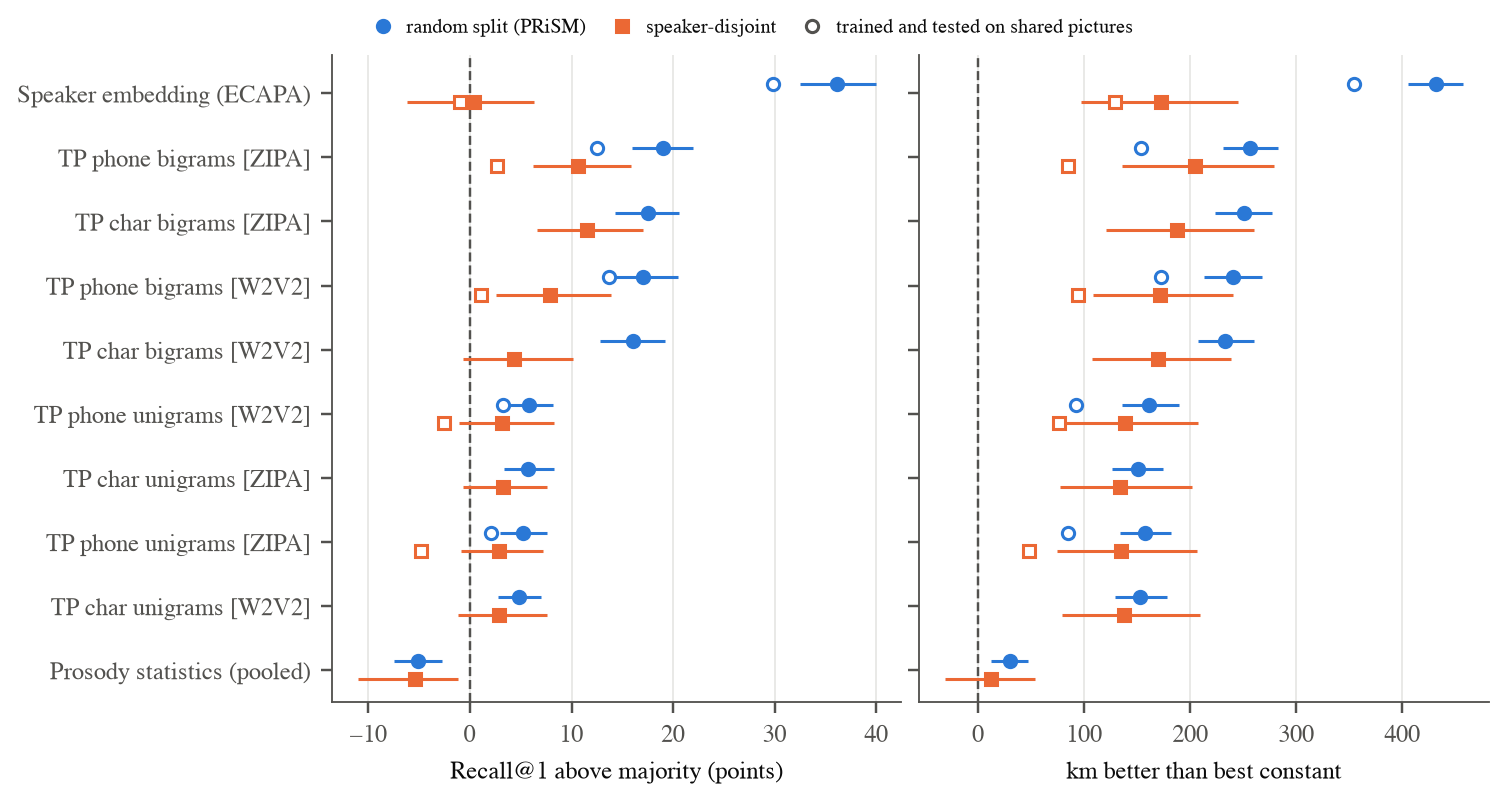 random split (PRiSM) speaker-disjoint trained and tested on shared pictures
Speaker embedding (ECAPA)
TP phone bigrams [ZIPA]
TP char bigrams [ZIPA]
TP phone bigrams [W2V2]
TP char bigrams [W2V2]
TP phone unigrams [W2V2]
TP char unigrams [ZIPA]
TP phone unigrams [ZIPA]
TP char unigrams [W2V2]
Prosody statistics (pooled)
−10 0 10 20 30 40
Recall@1 above majority (points)
0 100 200 300 400
km better than best constant